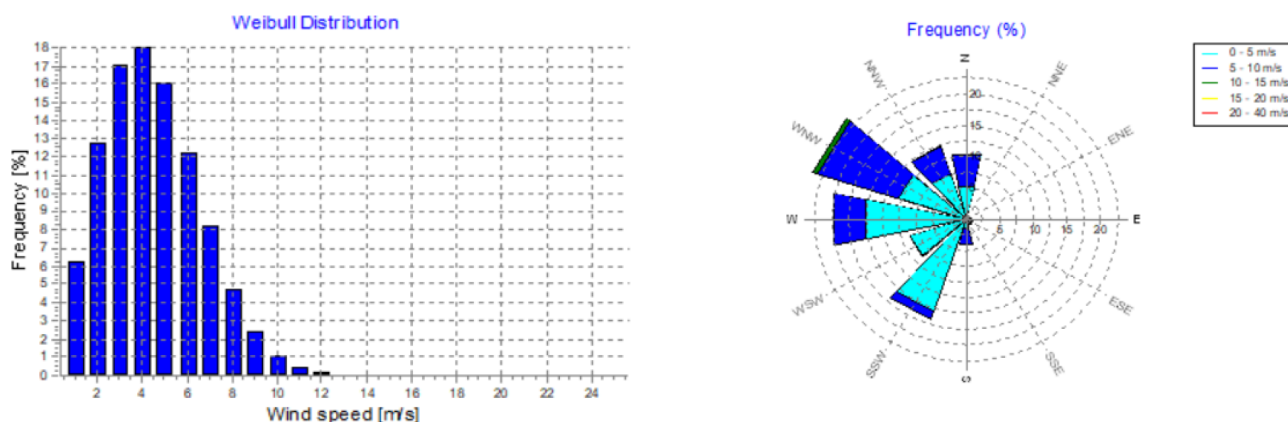 Weibull Distribution
18
17
16
15
14
13
12
11
10
9
8
7
6
5
4
3
2
1
0
Frequency [%]
2 4 6 8 10 12 14 16 18 20 22 24
Wind speed [m/s]
Frequency (%)
N
NNW
NNE
WNW
ENE
W
E
WSW
ESE
SSW
SSE
S
20
15
5 10 15 20
0 - 5 m/s
5 - 10 m/s
10 - 15 m/s
15 - 20 m/s
20 - 40 m/s